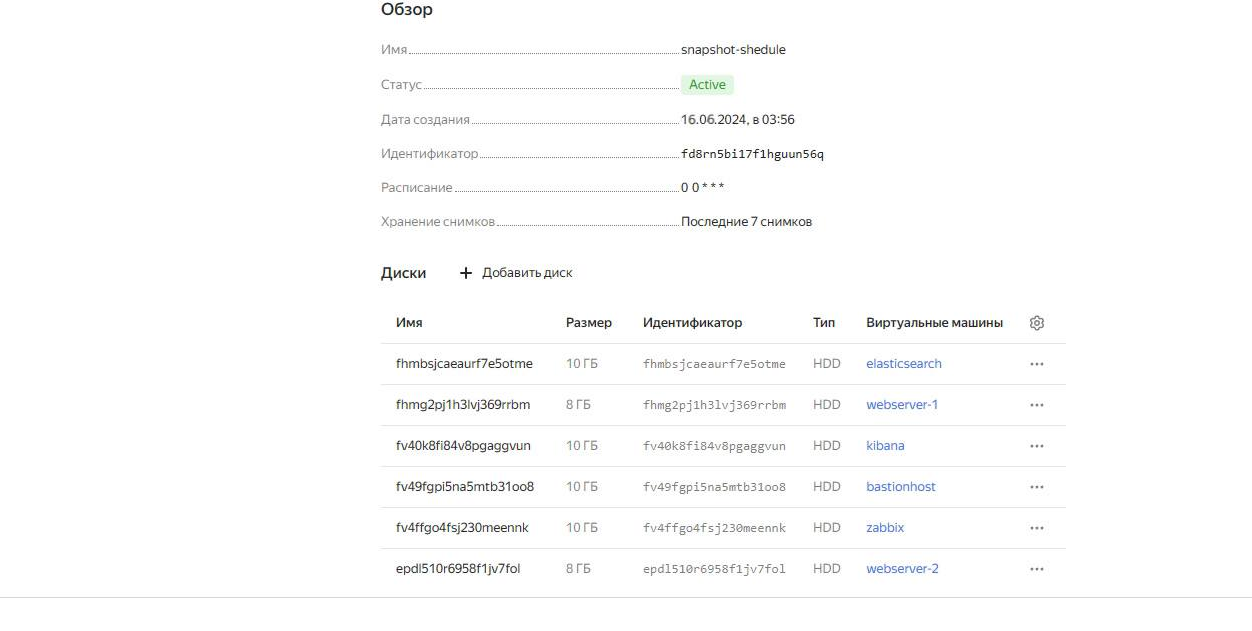 Обзор
Имя snapshot-shedule
Статус Active
Дата создания 16.06.2024, в 03:56
Идентификатор fd8rn5bi17f1hguun56q
Расписание 0 0 * * *
Хранение снимков Последние 7 снимков
Диски + Добавить диск
Имя Размер Идентификатор Тип Виртуальные машины
fhmbsjcaeaurf7e5otme 10 ГБ fhmbsjcaeaurf7e5otme HDD elasticsearch
fhmg2pj1h3lvj369rrbm 8 ГБ fhmg2pj1h3lvj369rrbm HDD webserver-1
fv40k8fi84v8pgaggvun 10 ГБ fv40k8fi84v8pgaggvun HDD kibana
fv49fgpi5na5mtb31oo8 10 ГБ fv49fgpi5na5mtb31oo8 HDD bastionhost
fv4ffgo4fsj230meennk 10 ГБ fv4ffgo4fsj230meennk HDD zabbix
epdl510r6958f1jv7fol 8 ГБ epdl510r6958f1jv7fol HDD webserver-2